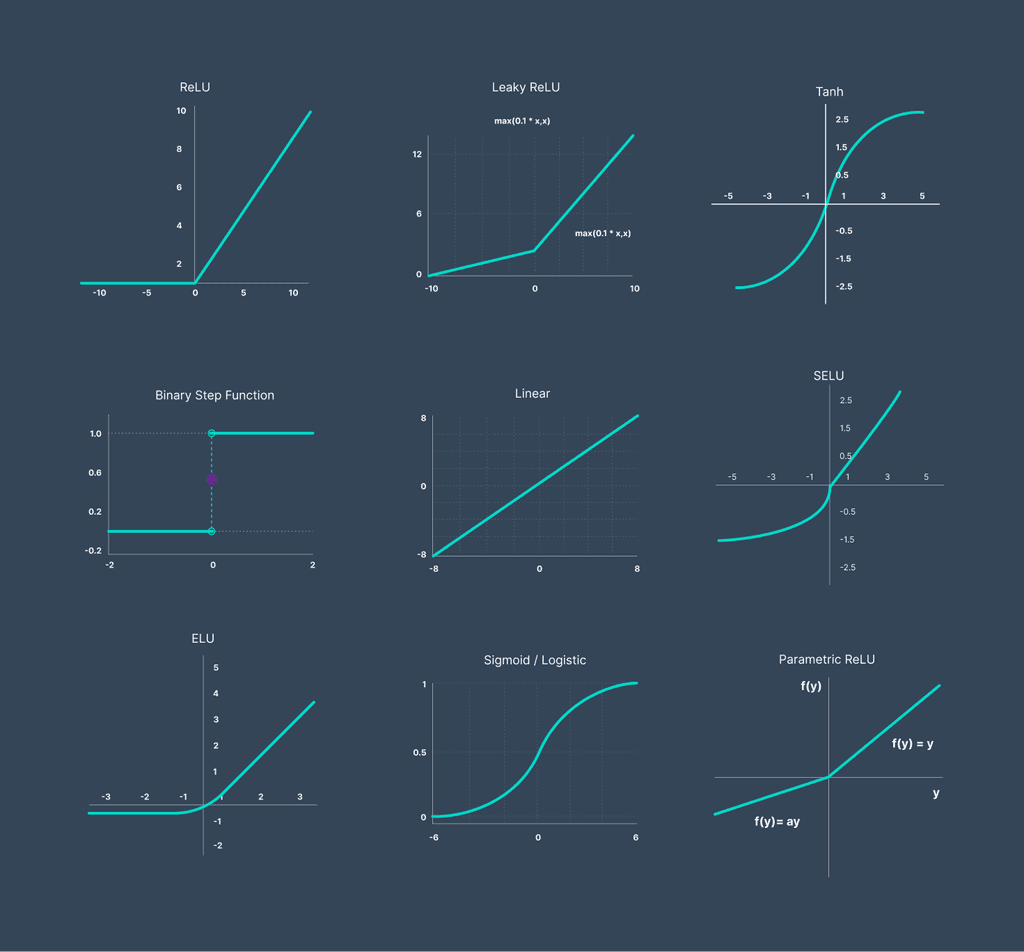 ReLU
10
8
6
4
2
-10 -5 0 5 10
Leaky ReLU
max(0.1 * x,x)
12
6
max(0.1 * x,x)
0
-10 0 10
Tanh
2.5
1.5
0.5
-5 -3 -1 1 3 5
-0.5
-1.5
-2.5
Binary Step Function
1.0
0.6
0.2
-0.2
-2 0 2
Linear
8
0
-8
-8 0 8
SELU
2.5
1.5
0.5
-5 -3 -1 1 3 5
-0.5
-1.5
-2.5
ELU
5
4
3
2
1
-3 -2 -1 1 2 3
-1
-2
Sigmoid / Logistic
1
0.5
0
-6 0 6
Parametric ReLU
f(y)
f(y) = y
y
f(y)= ay